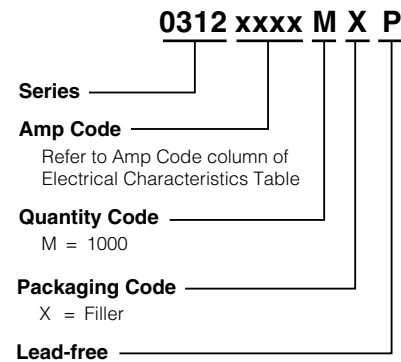 0312 xxxx M X P
Series
Amp Code
Refer to Amp Code column of
Electrical Characteristics Table
Quantity Code
M = 1000
Packaging Code
X = Filler
Lead-free